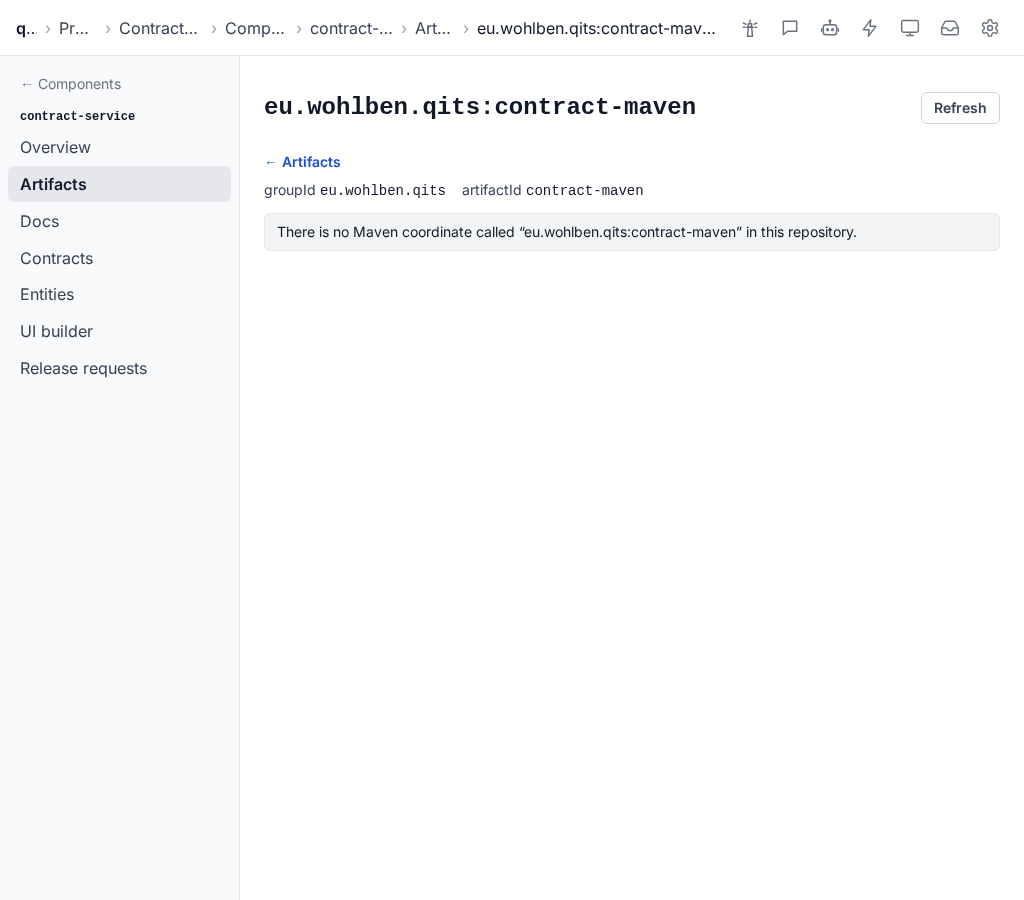 q... › Pr... › Contract... › Comp... › contract-... › Art... › eu.wohlben.qits:contract-mav...
← Components
contract-service
Overview
Artifacts
Docs
Contracts
Entities
UI builder
Release requests
eu.wohlben.qits:contract-maven
Refresh
← Artifacts
groupId eu.wohlben.qits artifactId contract-maven
There is no Maven coordinate called “eu.wohlben.qits:contract-maven” in this repository.